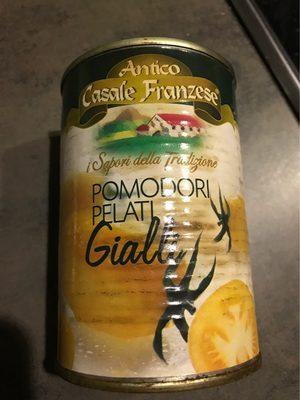 Antico
Casale Franzese
i Sapori della Tradizione
POMODORI
PELATI
Gialli